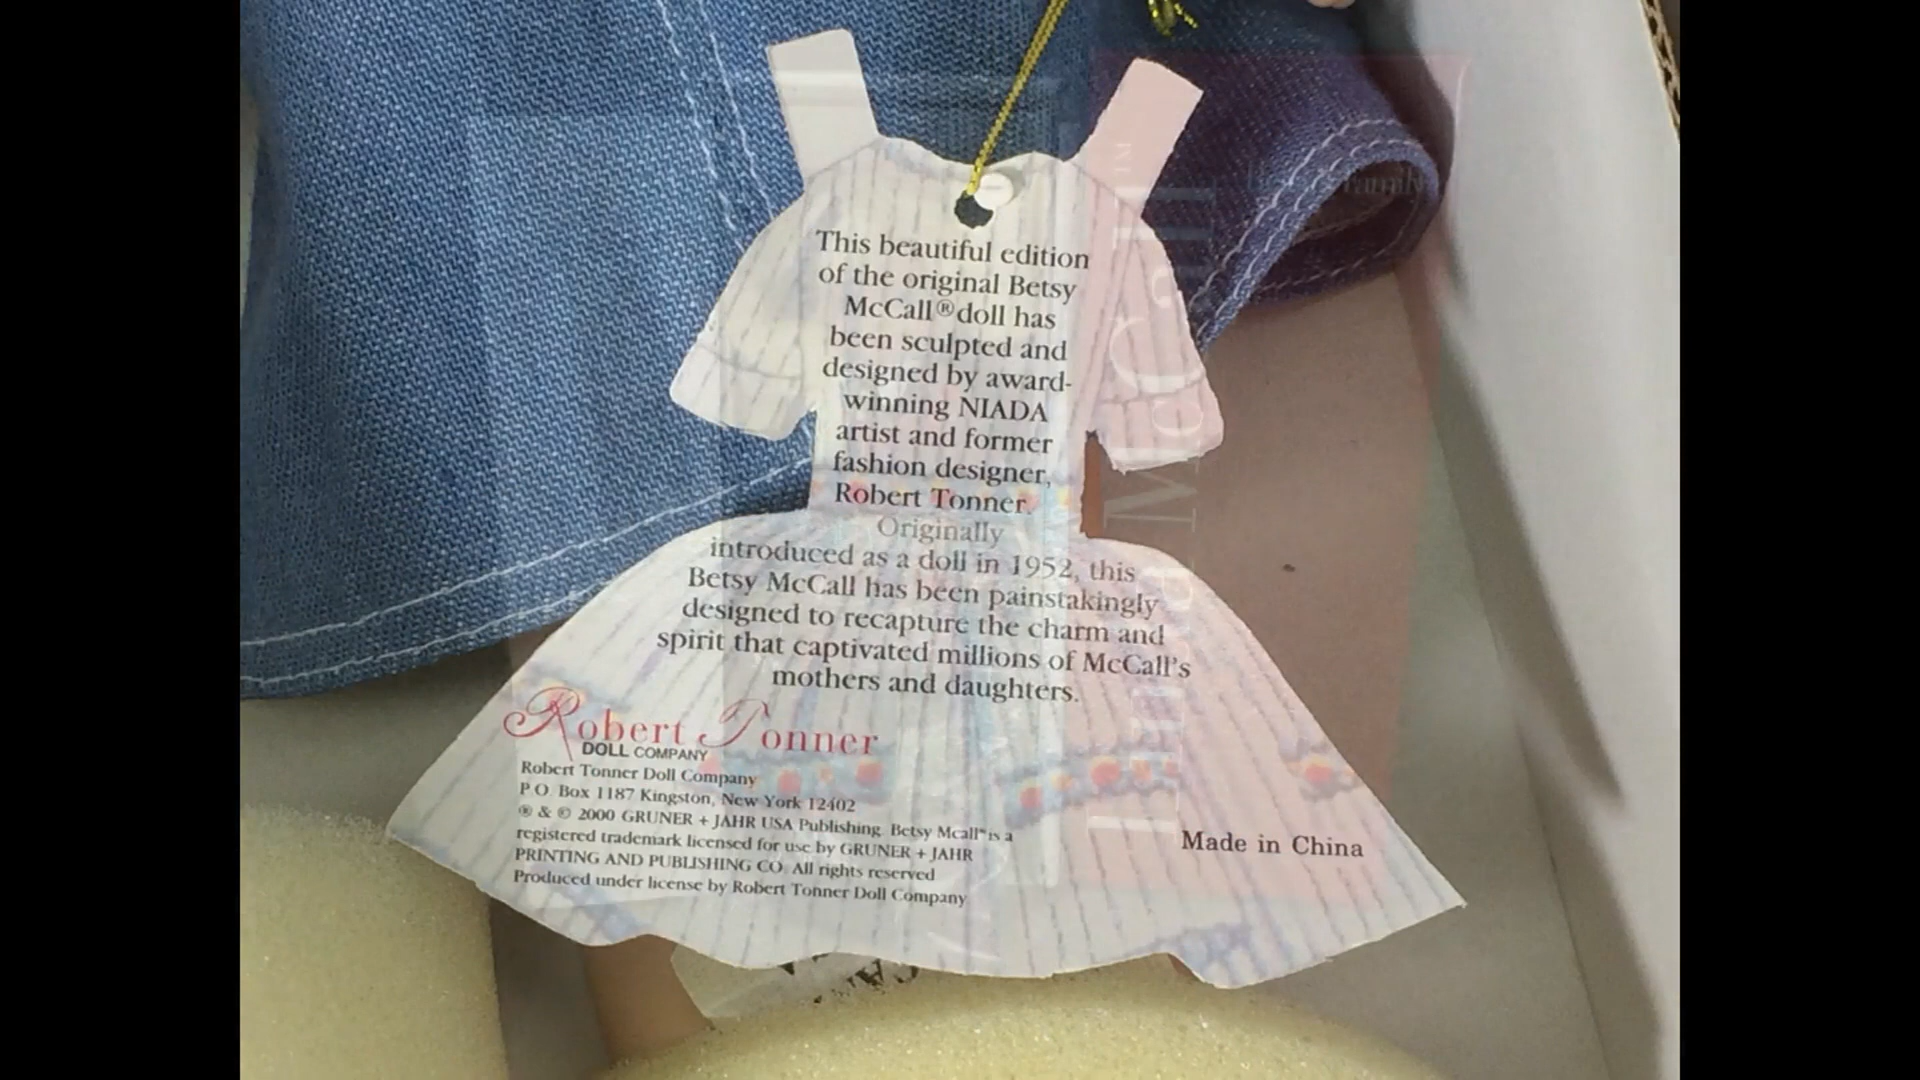 This beautiful edition
of the original Betsy
McCall® doll has
been sculpted and
designed by award-
winning NIADA
artist and former
fashion designer,
Robert Tonner.
Originally
introduced as a doll in 1952, this
Betsy McCall has been painstakingly
designed to recapture the charm and
spirit that captivated millions of McCall's
mothers and daughters.
Robert Tonner
DOLL COMPANY
Robert Tonner Doll Company
P.O. Box 1187 Kingston, New York 12402
® & © 2000 GRUNER + JAHR USA Publishing. Betsy Mcall® is a
registered trademark licensed for use by GRUNER + JAHR
PRINTING AND PUBLISHING CO. All rights reserved
Produced under license by Robert Tonner Doll Company
Made in China
McCall™